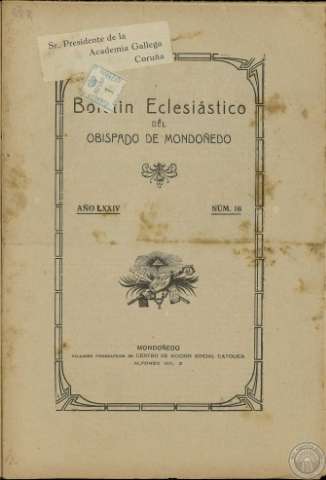 Sr. Presidente de la
Academia Gallega
Coruña
Boletín Eclesiástico
DEL
OBISPADO DE MONDOÑEDO
AÑO LXXIV
NÚM. 16
MONDOÑEDO
CENTRO DE ACCIÓN SOCIAL CATÓLICA